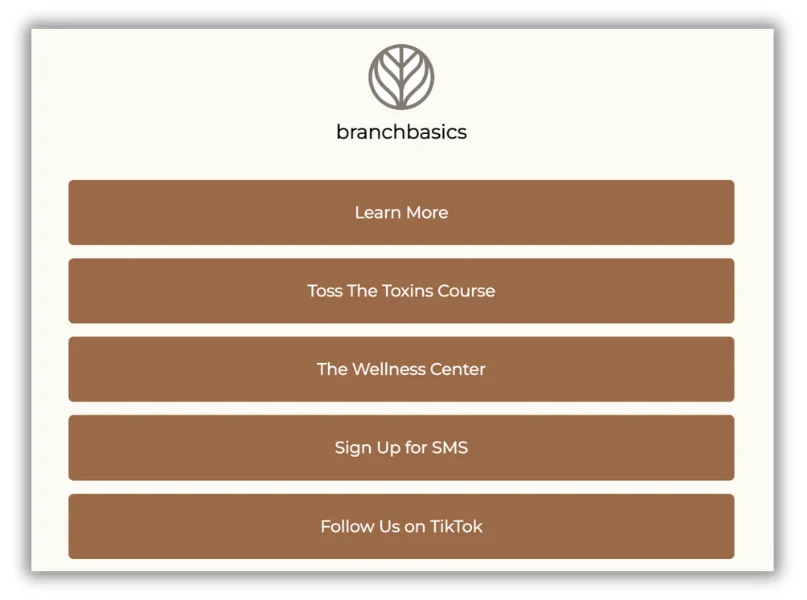 branchbasics
Learn More
Toss The Toxins Course
The Wellness Center
Sign Up for SMS
Follow Us on TikTok